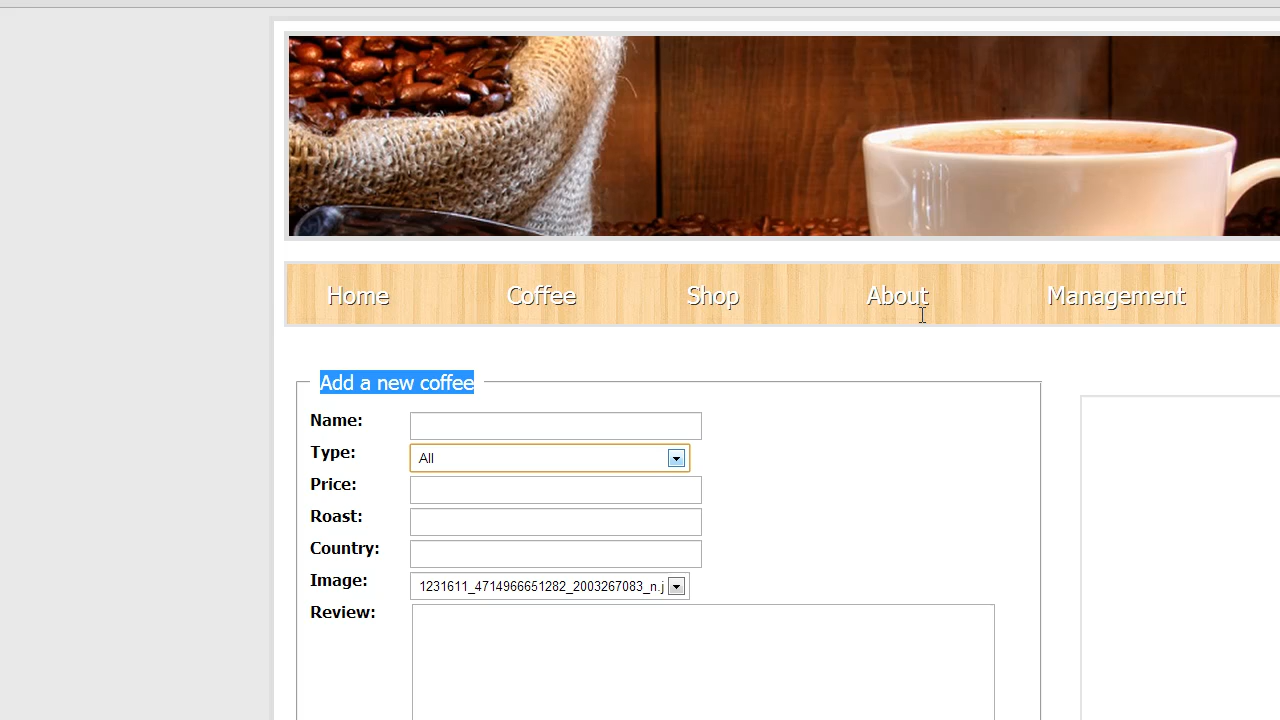 Home Coffee Shop About Management
Add a new coffee
Name:
Type: All
Price:
Roast:
Country:
Image: 1231611_4714966651282_2003267083_n.j
Review: